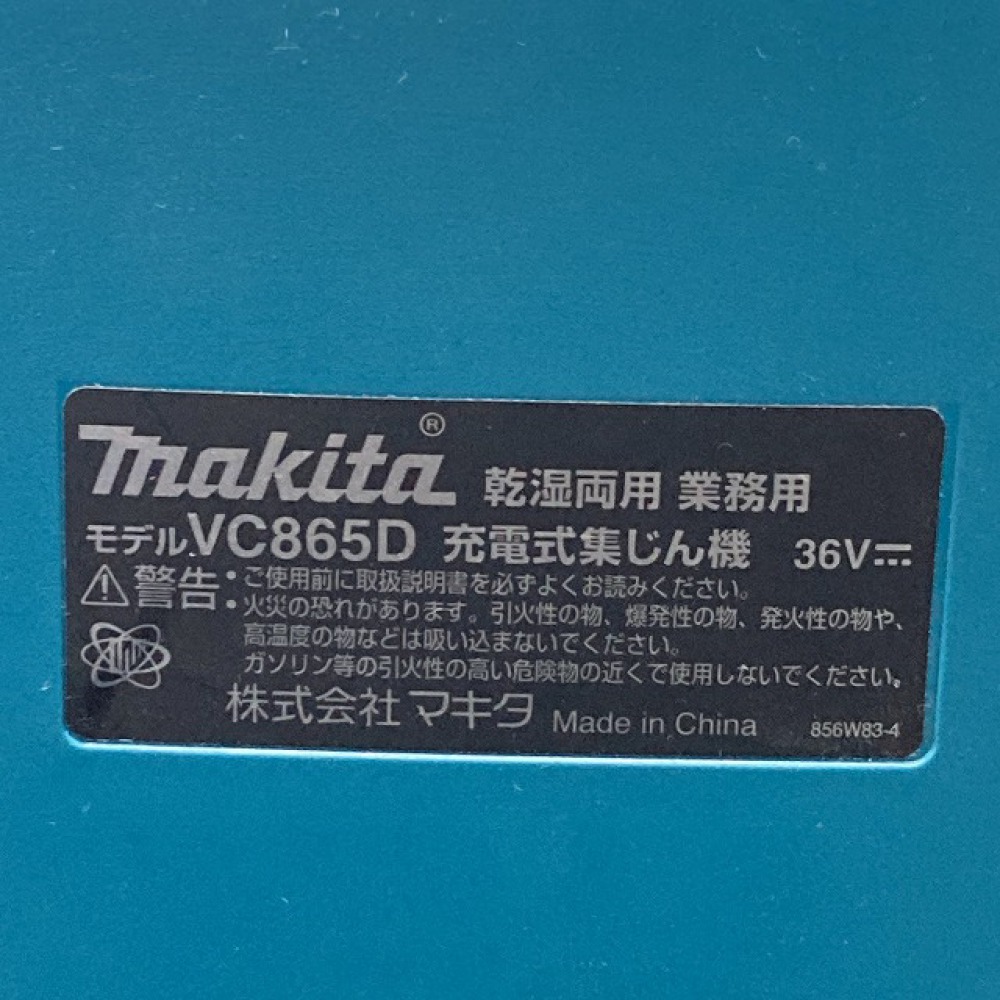 makita® 乾湿両用 業務用
モデル VC865D 充電式集じん機 36V⎓
⚠警告：ご使用前に取扱説明書を必ずよくお読みください。
火災の恐れがあります。引火性の物、爆発性の物、発火性の物や、
高温度の物などは吸い込まないでください。
ガソリン等の引火性の高い危険物の近くで使用しないでください。
株式会社 マキタ Made in China 856W83-4